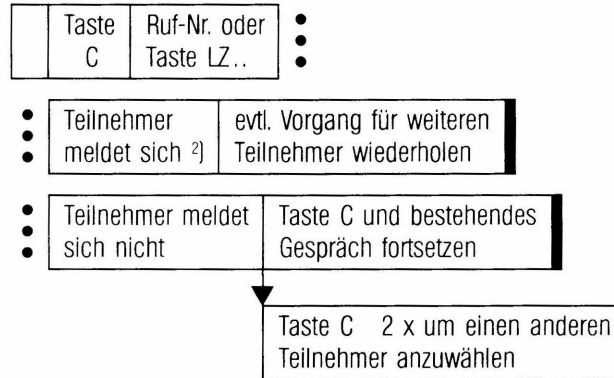 Taste
C
Ruf-Nr. oder
Taste LZ..
Teilnehmer
meldet sich ²)
evtl. Vorgang für weiteren
Teilnehmer wiederholen
Teilnehmer meldet
sich nicht
Taste C und bestehendes
Gespräch fortsetzen
Taste C 2 x um einen anderen
Teilnehmer anzuwählen